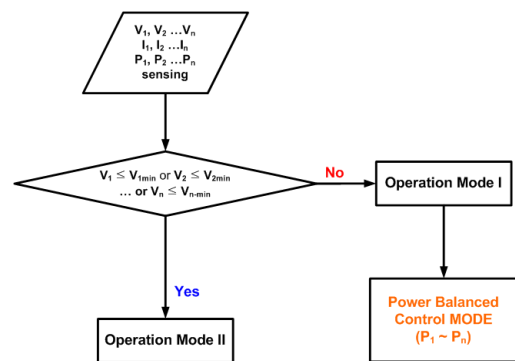 V₁, V₂ ...Vₙ
I₁, I₂ ...Iₙ
P₁, P₂ ...Pₙ
sensing
V₁ ≤ V₁ₘᵢₙ or V₂ ≤ V₂ₘᵢₙ
... or Vₙ ≤ Vₙ₋ₘᵢₙ
No
Operation Mode I
Yes
Operation Mode II
Power Balanced
Control MODE
(P₁ ~ Pₙ)